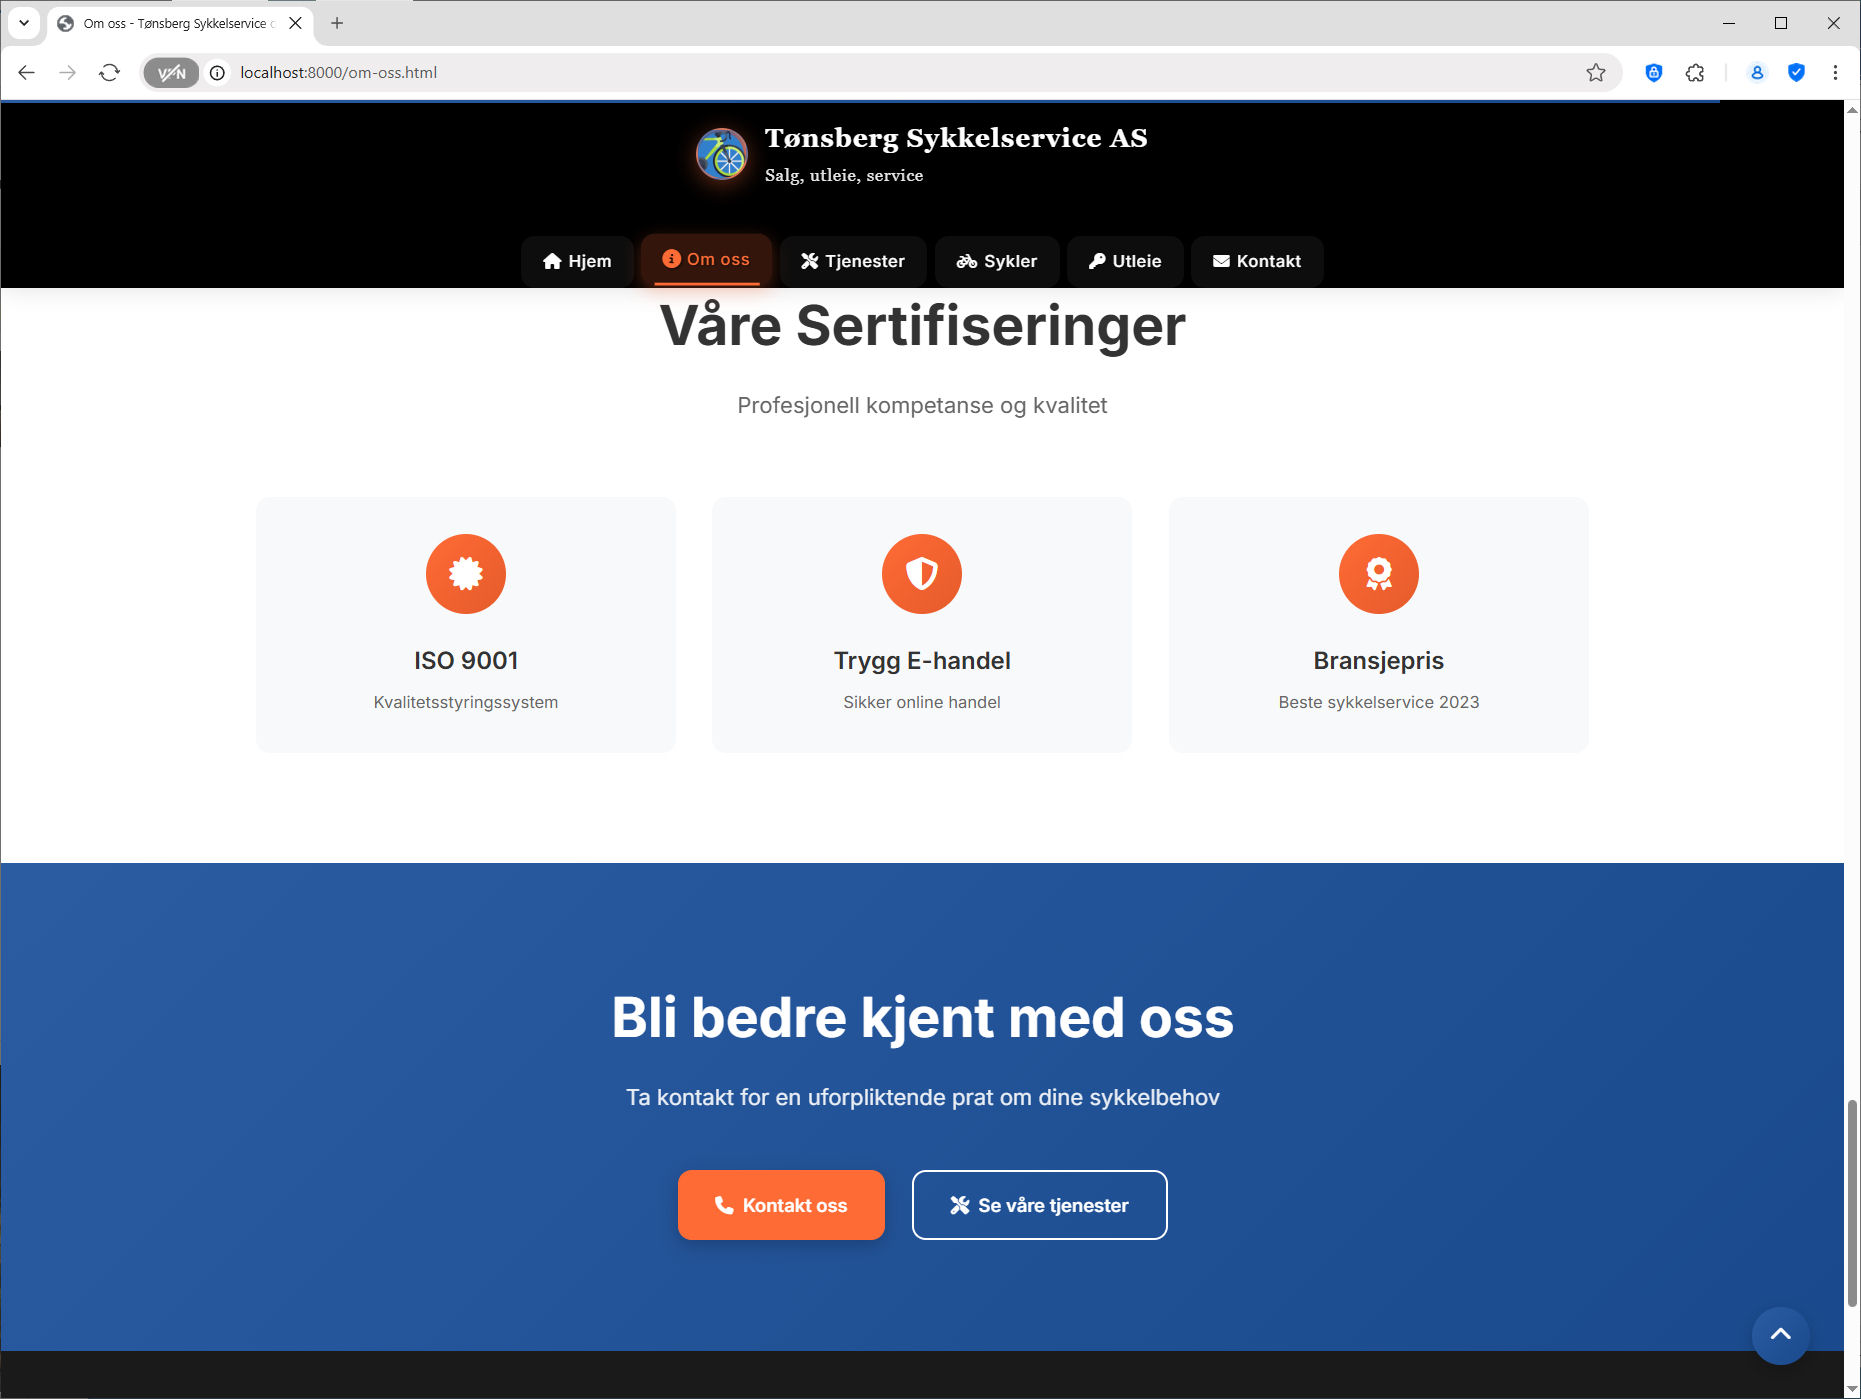 Om oss - Tønsberg Sykkelservice
VPN
localhost:8000/om-oss.html
Tønsberg Sykkelservice AS
Salg, utleie, service
Hjem
Om oss
Tjenester
Sykler
Utleie
Kontakt
Våre Sertifiseringer
Profesjonell kompetanse og kvalitet
ISO 9001
Kvalitetsstyringssystem
Trygg E-handel
Sikker online handel
Bransjepris
Beste sykkelservice 2023
Bli bedre kjent med oss
Ta kontakt for en uforpliktende prat om dine sykkelbehov
Kontakt oss
Se våre tjenester